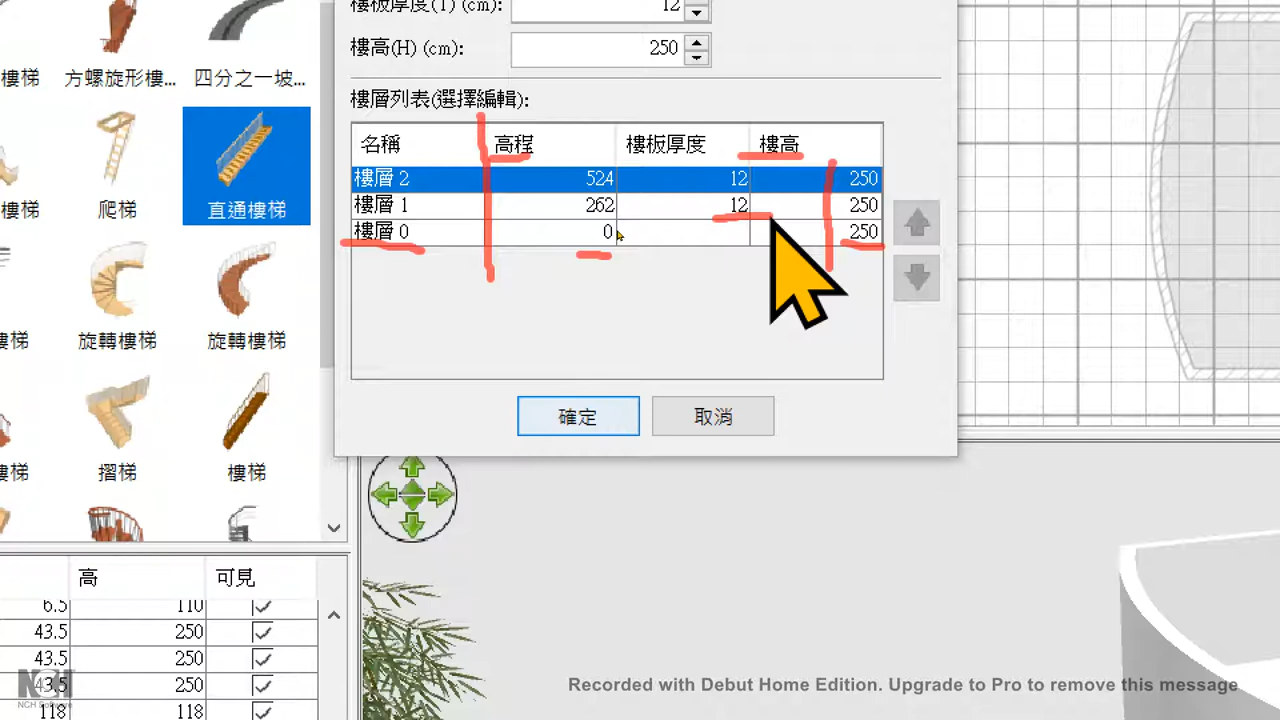 樓板厚度(T) (cm): 12
樓高(H) (cm): 250
樓層列表(選擇編輯):
名稱 高程 樓板厚度 樓高
樓層 2 524 12 250
樓層 1 262 12 250
樓層 0 0 250
確定 取消
樓梯 方螺旋形樓... 四分之一坡...
樓梯 爬梯 直通樓梯
樓梯 旋轉樓梯 旋轉樓梯
樓梯 摺梯 樓梯
高 可見
6.5 110
43.5 250
43.5 250
43.5 250
118 118
NCH
NCH Software
Recorded with Debut Home Edition. Upgrade to Pro to remove this message